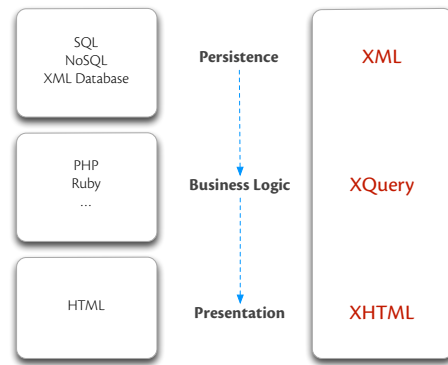 SQL
NoSQL
XML Database
Persistence
XML
PHP
Ruby
...
Business Logic
XQuery
HTML
Presentation
XHTML